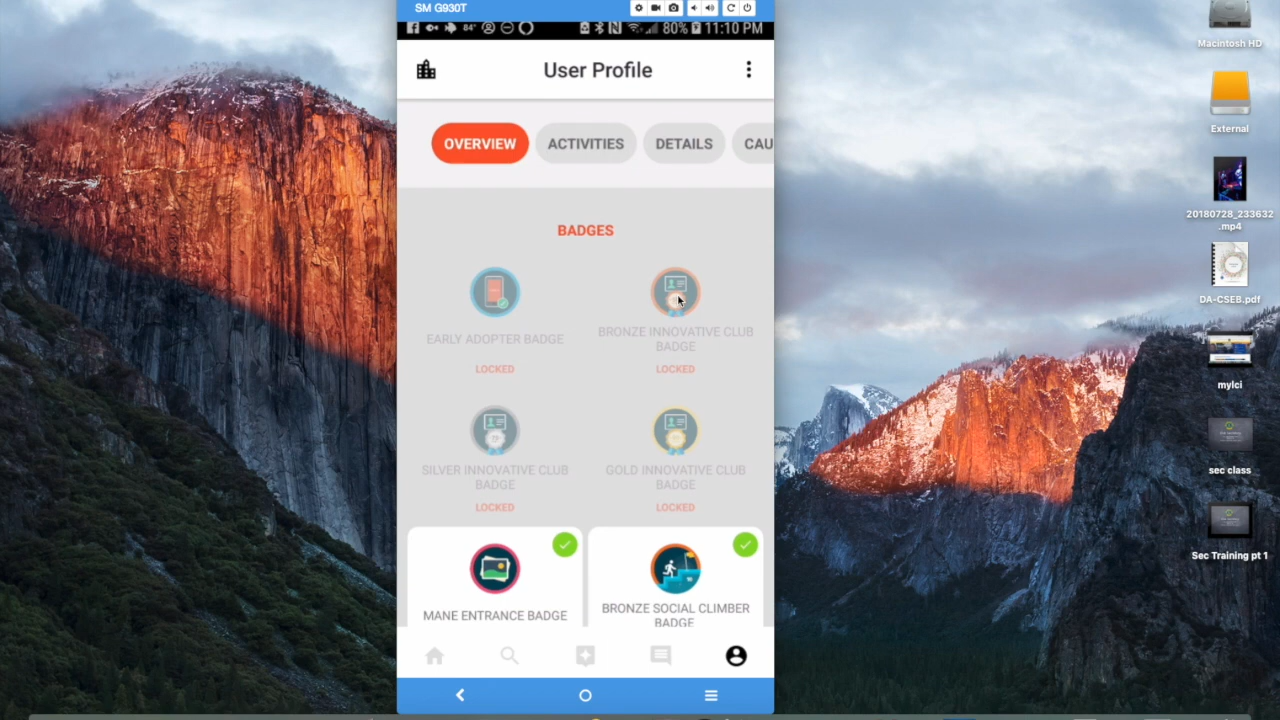 SM G930T
84°
80% 11:10 PM
User Profile
OVERVIEW
ACTIVITIES
DETAILS
CAU
BADGES
EARLY ADOPTER BADGE
LOCKED
BRONZE INNOVATIVE CLUB
BADGE
LOCKED
SILVER INNOVATIVE CLUB
BADGE
LOCKED
GOLD INNOVATIVE CLUB
BADGE
LOCKED
MANE ENTRANCE BADGE
BRONZE SOCIAL CLIMBER
BADGE
Macintosh HD
External
20180728_233632
.mp4
DA-CSEB.pdf
mylci
sec class
Sec Training pt 1